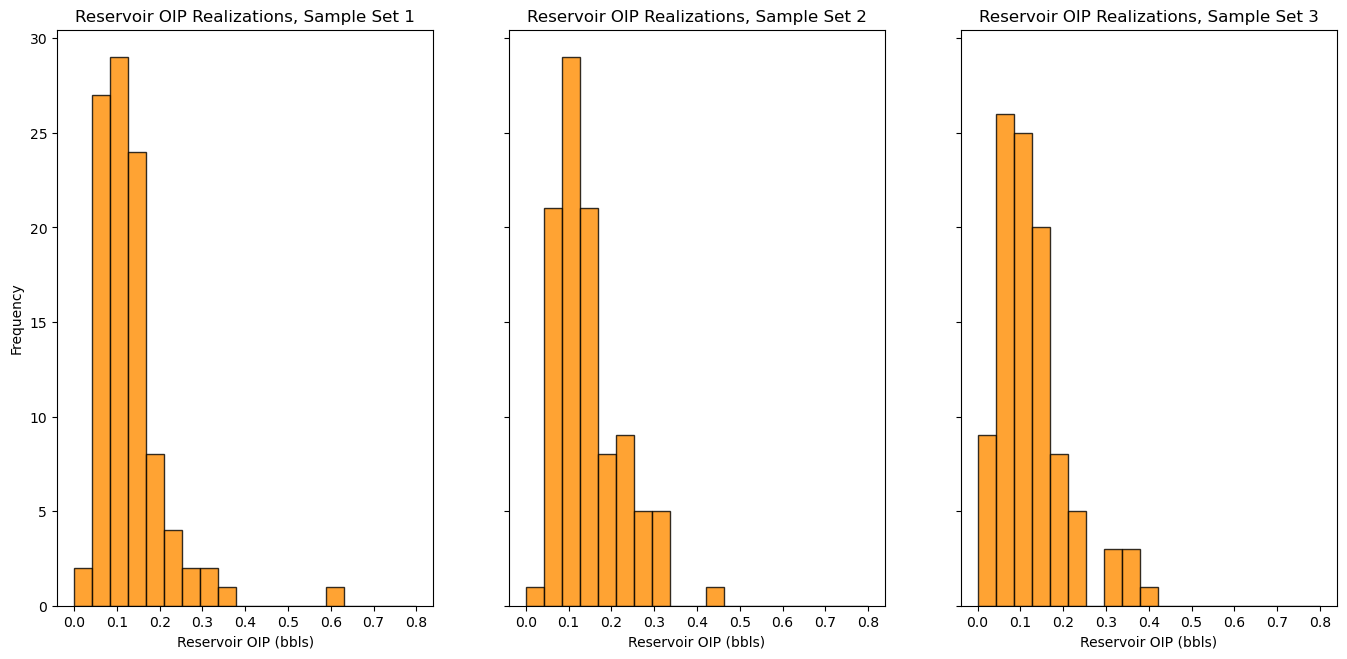 Reservoir OIP Realizations, Sample Set 1
Reservoir OIP Realizations, Sample Set 2
Reservoir OIP Realizations, Sample Set 3
30
25
20
15
10
5
0
Frequency
0.0 0.1 0.2 0.3 0.4 0.5 0.6 0.7 0.8
Reservoir OIP (bbls)
0.0 0.1 0.2 0.3 0.4 0.5 0.6 0.7 0.8
Reservoir OIP (bbls)
0.0 0.1 0.2 0.3 0.4 0.5 0.6 0.7 0.8
Reservoir OIP (bbls)